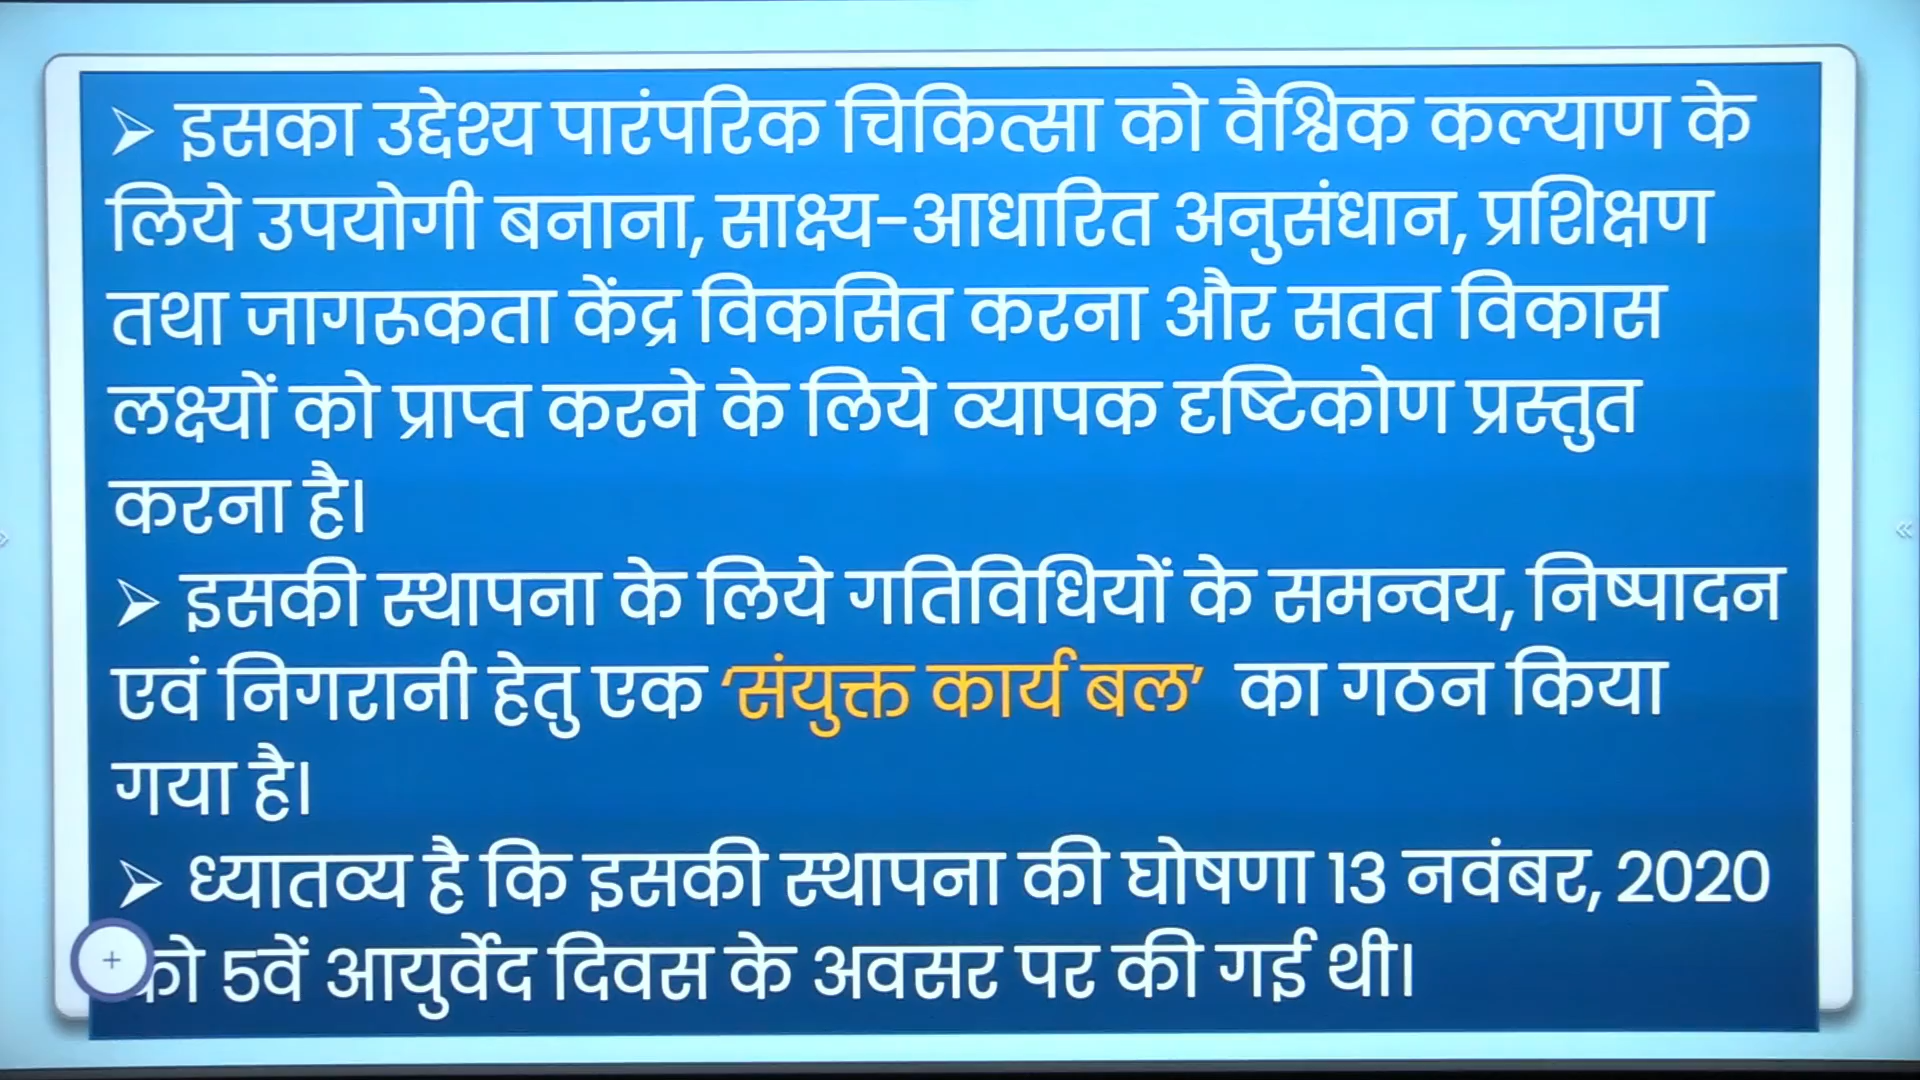 ➢ इसका उद्देश्य पारंपरिक चिकित्सा को वैश्विक कल्याण के
लिये उपयोगी बनाना, साक्ष्य-आधारित अनुसंधान, प्रशिक्षण
तथा जागरूकता केंद्र विकसित करना और सतत विकास
लक्ष्यों को प्राप्त करने के लिये व्यापक दृष्टिकोण प्रस्तुत
करना है।
➢ इसकी स्थापना के लिये गतिविधियों के समन्वय, निष्पादन
एवं निगरानी हेतु एक ‘संयुक्त कार्य बल’ का गठन किया
गया है।
➢ ध्यातव्य है कि इसकी स्थापना की घोषणा 13 नवंबर, 2020
को 5वें आयुर्वेद दिवस के अवसर पर की गई थी।